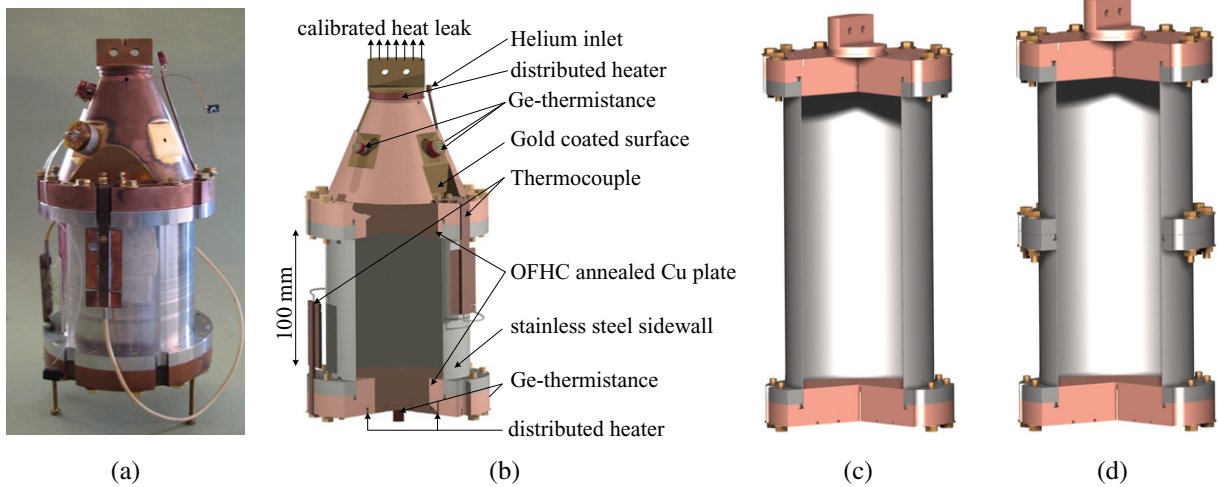 calibrated heat leak
Helium inlet
distributed heater
Ge-thermistance
Gold coated surface
Thermocouple
100 mm
OFHC annealed Cu plate
stainless steel sidewall
Ge-thermistance
distributed heater
(a)
(b)
(c)
(d)